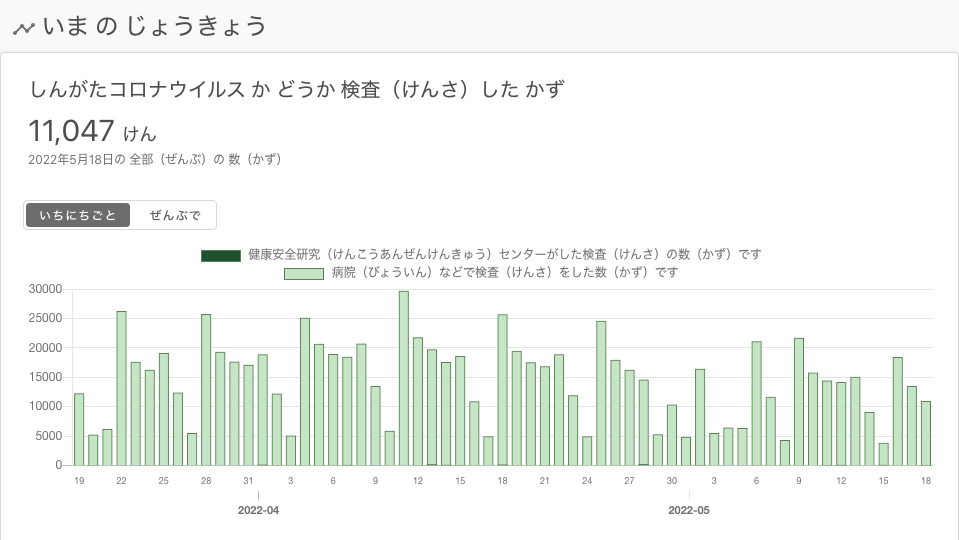 いま の じょうきょう
しんがたコロナウイルス か どうか 検査（けんさ）した かず
11,047 けん
2022年5月18日の 全部（ぜんぶ）の 数（かず）
いちにちごと ぜんぶで
健康安全研究（けんこうあんぜんけんきゅう）センターがした検査（けんさ）の数（かず）です
病院（びょういん）などで検査（けんさ）をした数（かず）です
30000
25000
20000
15000
10000
5000
0
19 22 25 28 31 3 6 9 12 15 18 21 24 27 30 3 6 9 12 15 18
2022-04 2022-05